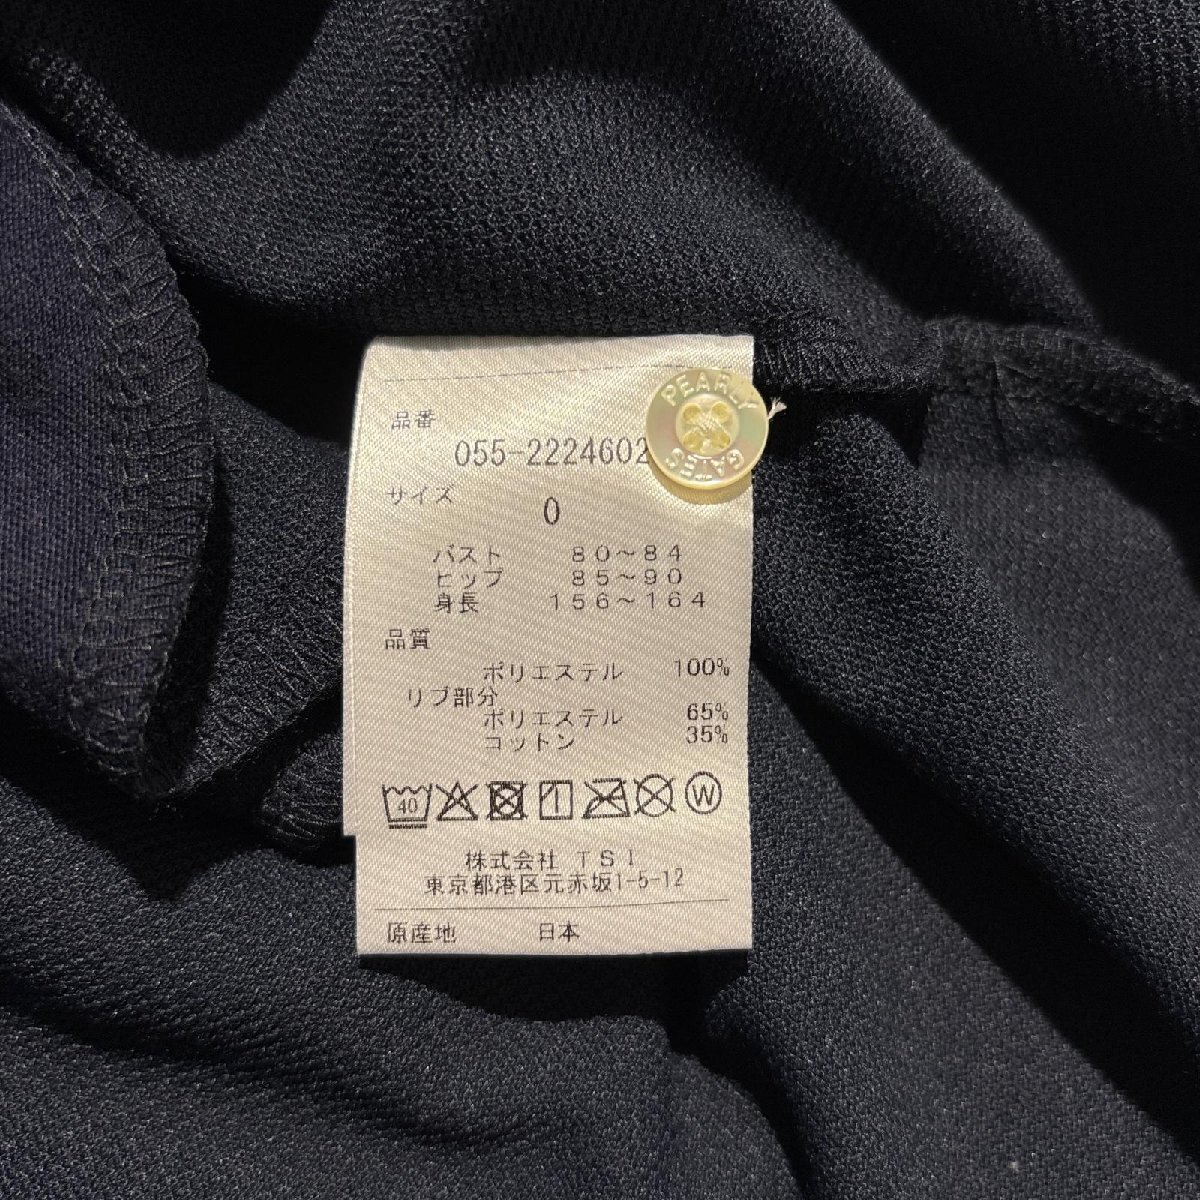 品番
055-2224602
PEARLY
GATES
サイズ
0
バスト 80〜84
ヒップ 85〜90
身長 156〜164
品質
ポリエステル 100%
リブ部分
ポリエステル 65%
コットン 35%
40 W
株式会社 TSI
東京都港区元赤坂1-5-12
原産地 日本